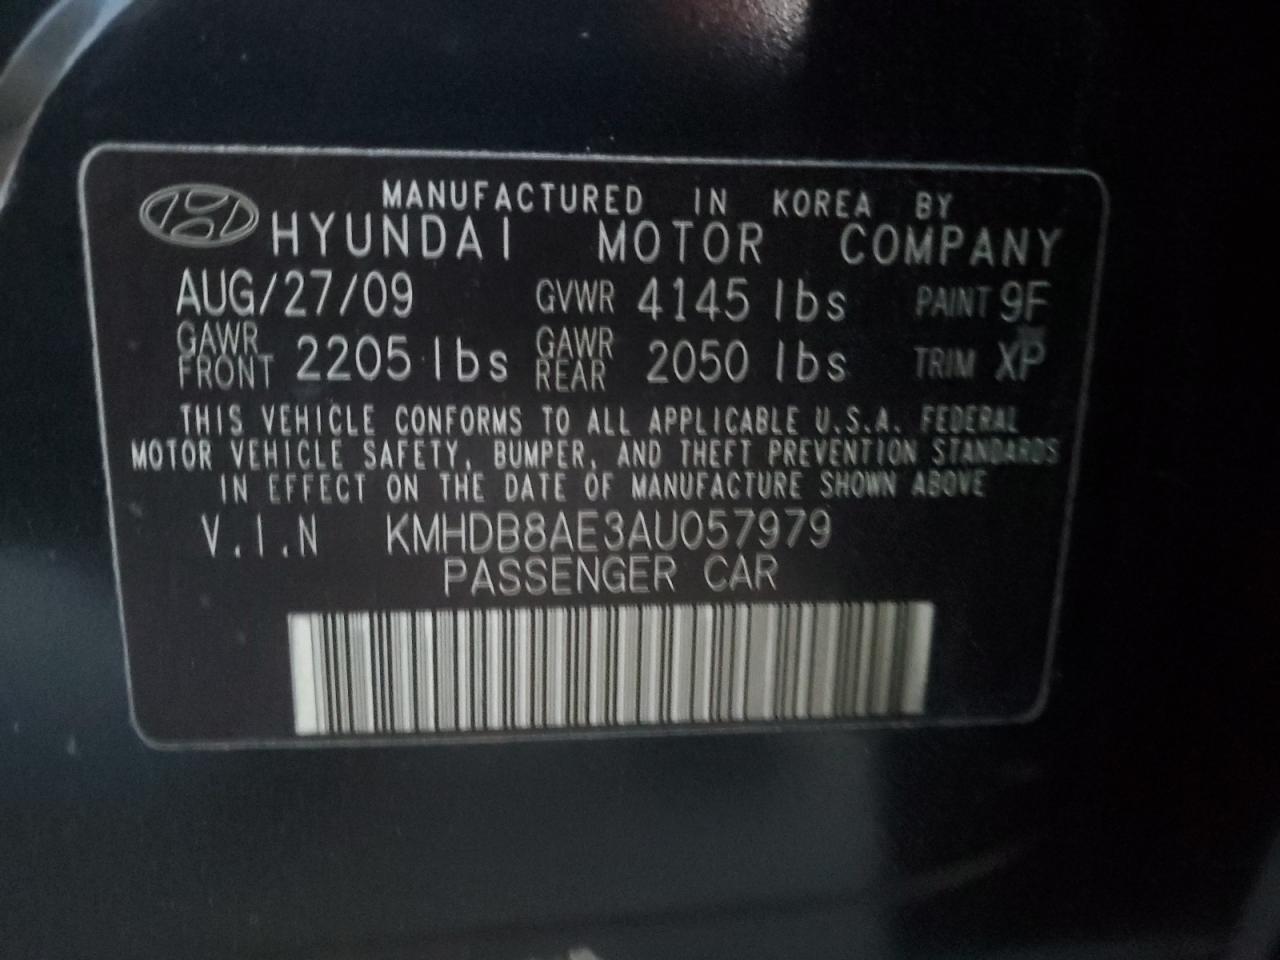 MANUFACTURED IN KOREA BY
HYUNDAI MOTOR COMPANY
AUG/27/09 GVWR 4145 lbs PAINT 9F
GAWR FRONT 2205 lbs GAWR REAR 2050 lbs TRIM XP
THIS VEHICLE CONFORMS TO ALL APPLICABLE U.S.A. FEDERAL
MOTOR VEHICLE SAFETY, BUMPER, AND THEFT PREVENTION STANDARDS
IN EFFECT ON THE DATE OF MANUFACTURE SHOWN ABOVE
V.I.N KMHDB8AE3AU057979
PASSENGER CAR